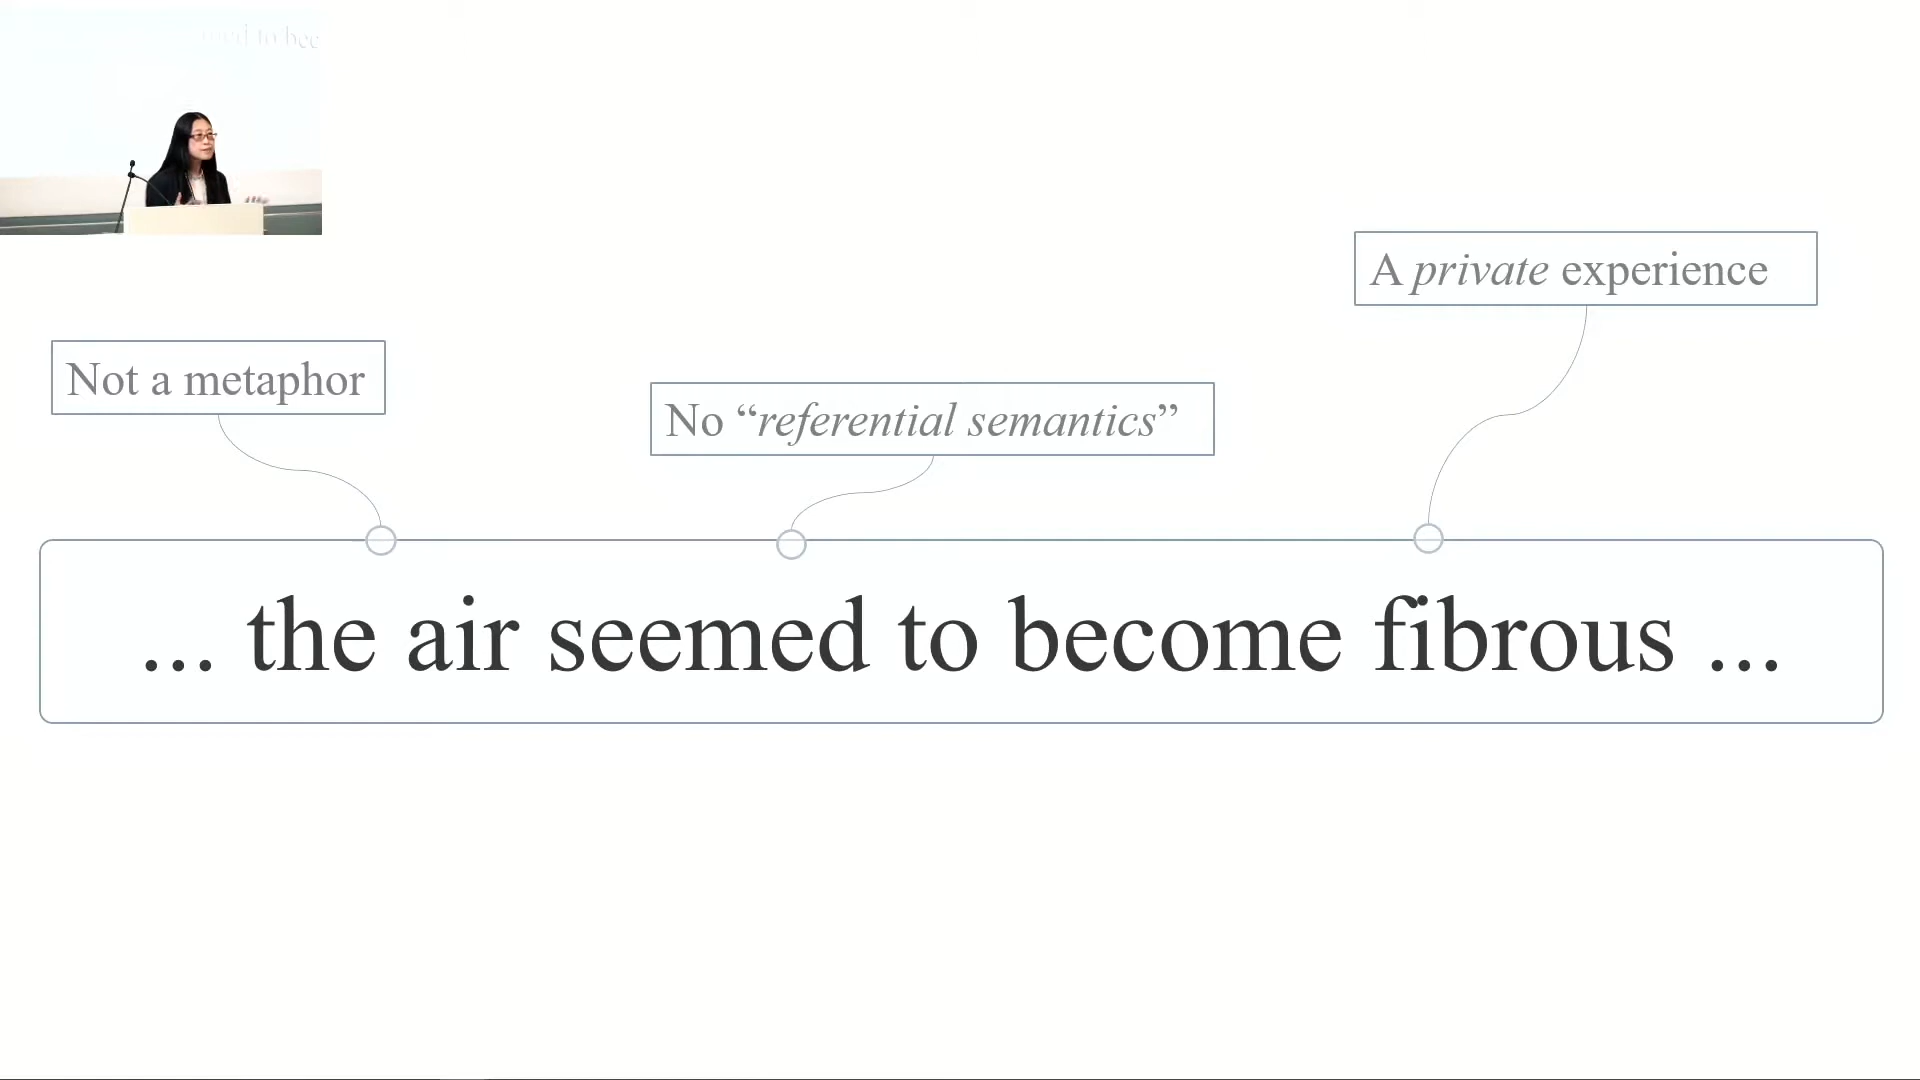 A private experience
Not a metaphor
No “referential semantics”
... the air seemed to become fibrous ...